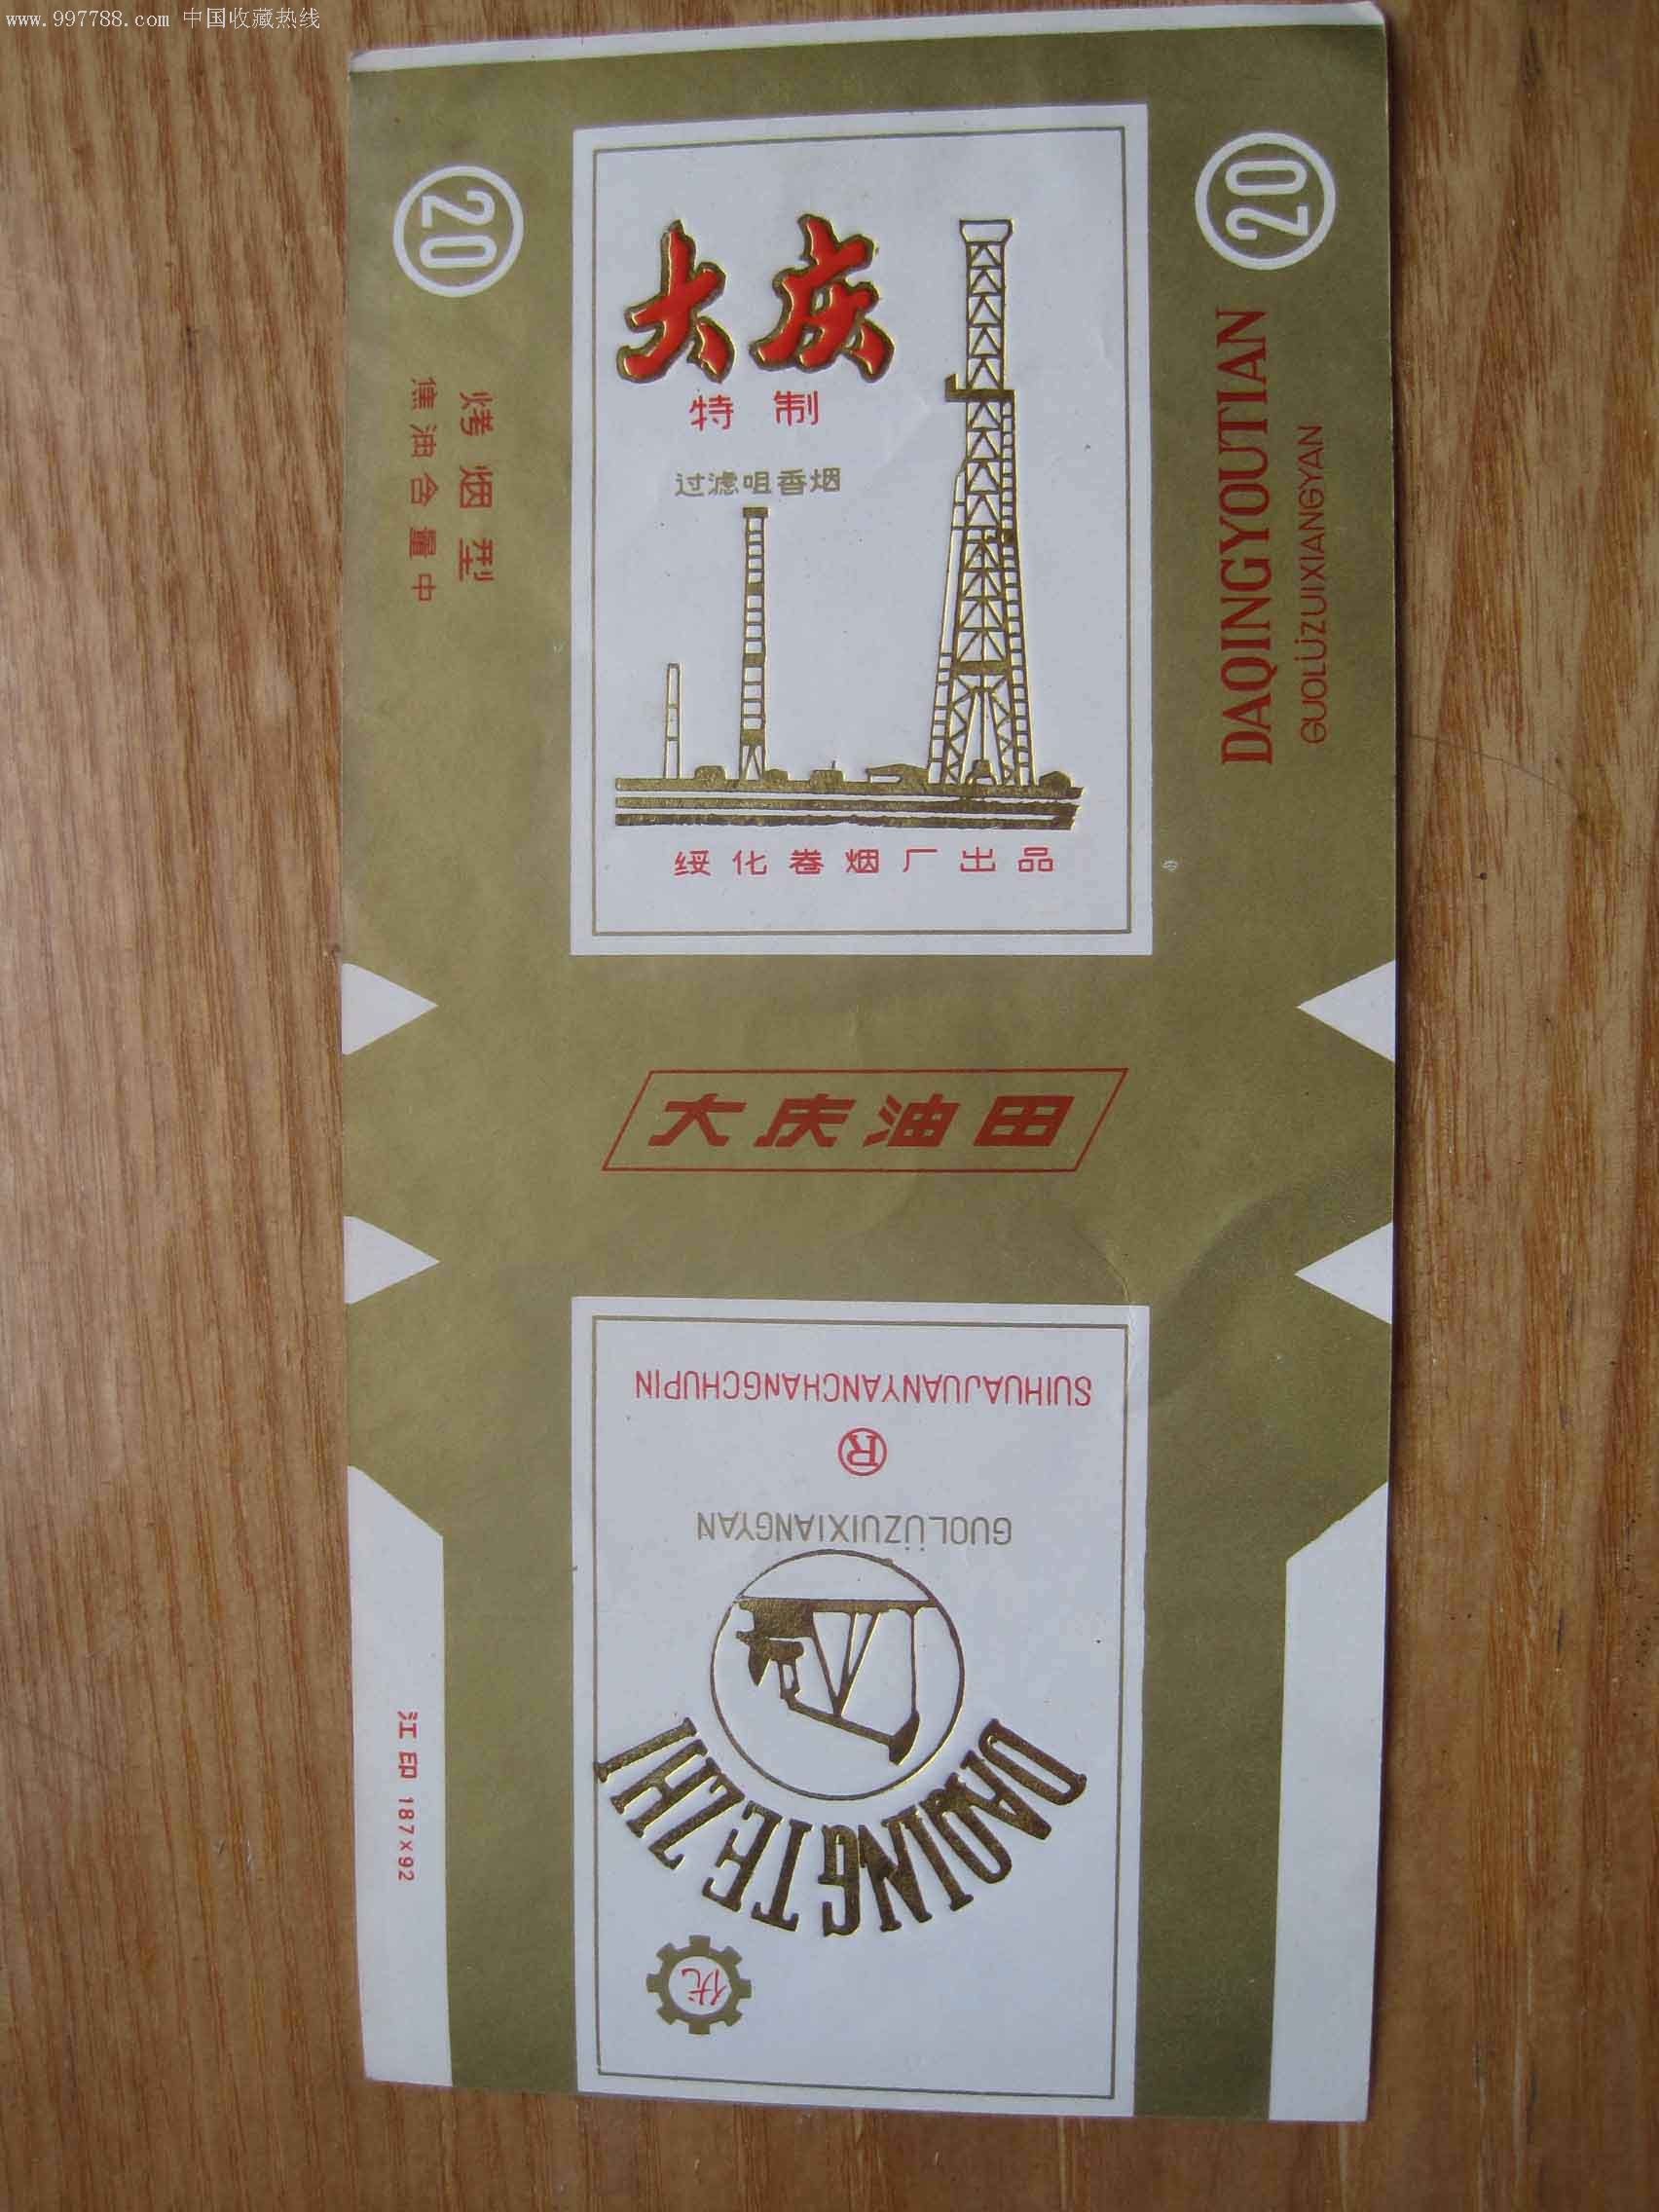 www.997788.com 中国收藏热线
20
烤烟型
焦油含量中
大庆
特制
过滤咀香烟
绥化卷烟厂出品
20
DAQINGYOUTIAN
GUOLÜZUIXIANGYAN
大庆油田
优
DAQINGTEZHI
GUOLÜZUIXIANGYAN
®
SUIHUAJUANYANCHANGCHUPIN
江印 187×92